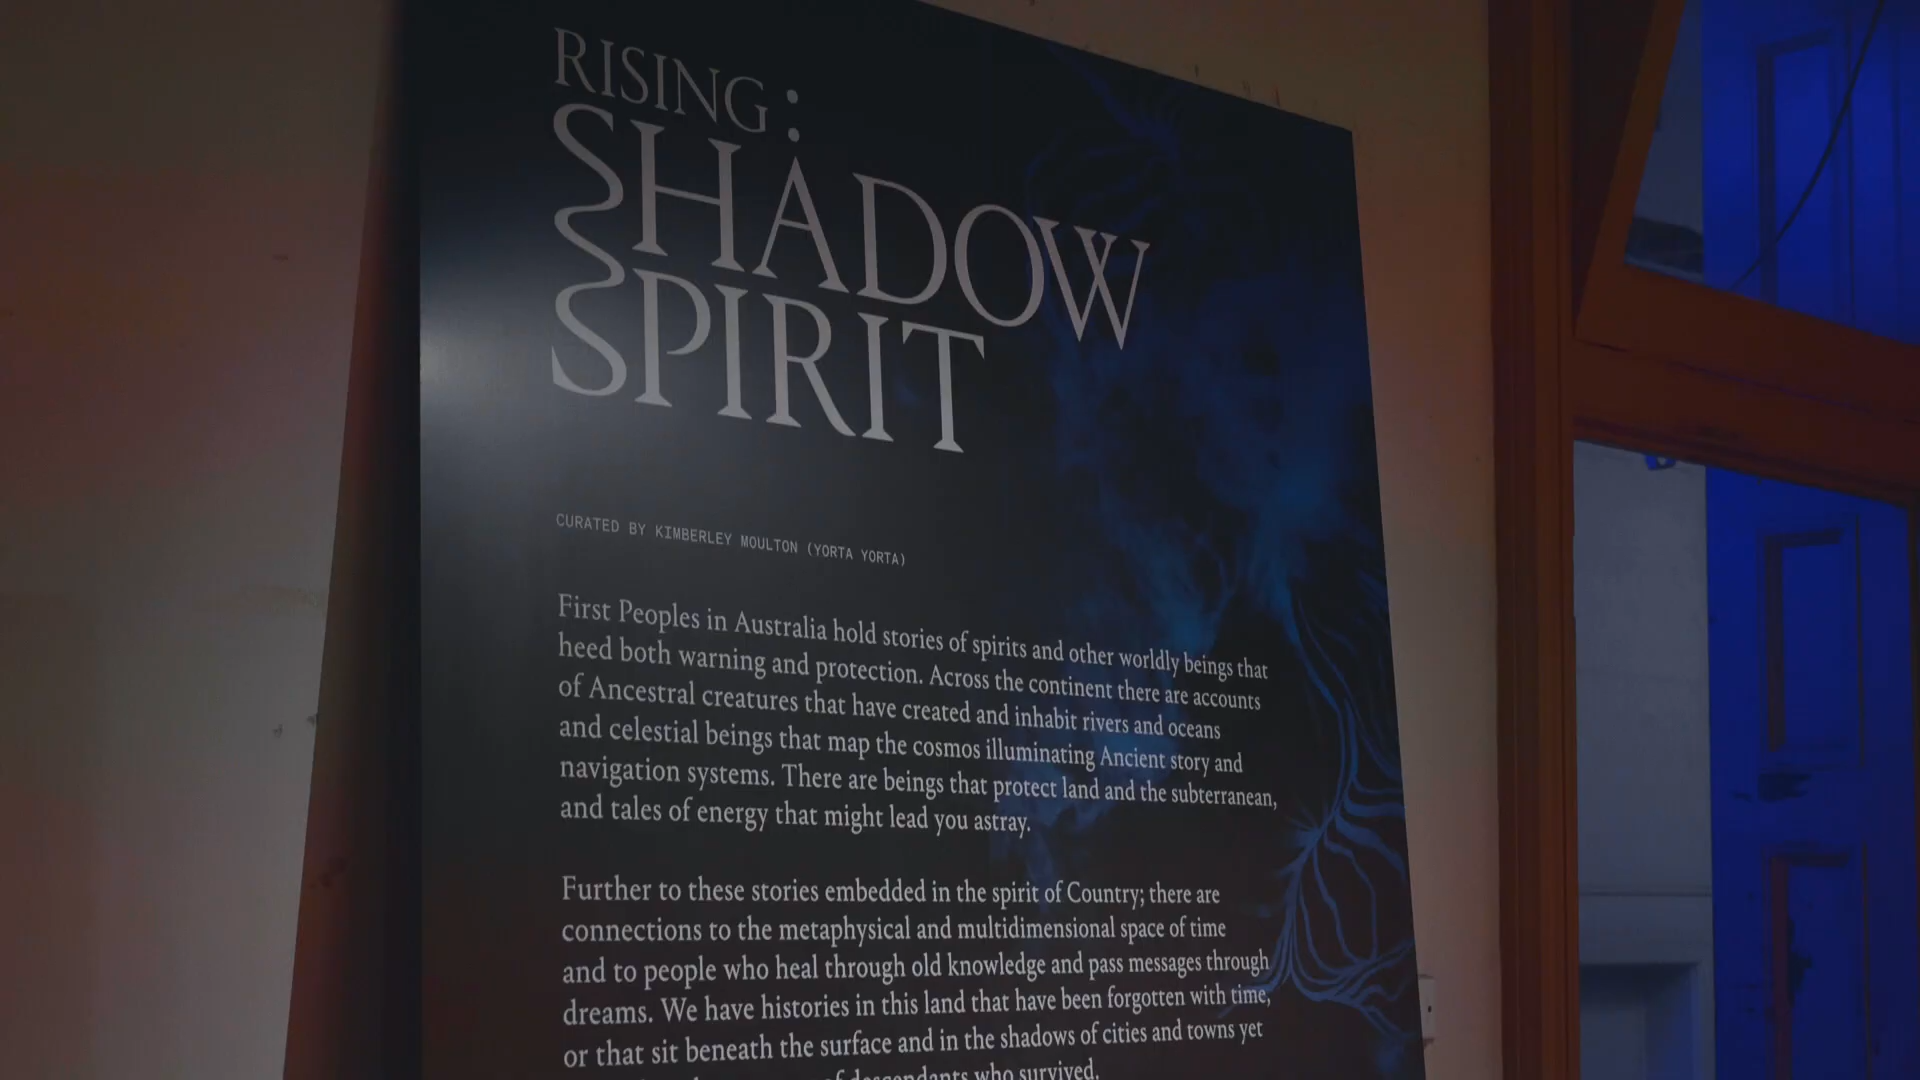 RISING:
SHADOW
SPIRIT
CURATED BY KIMBERLEY MOULTON (YORTA YORTA)
First Peoples in Australia hold stories of spirits and other worldly beings that
heed both warning and protection. Across the continent there are accounts
of Ancestral creatures that have created and inhabit rivers and oceans
and celestial beings that map the cosmos illuminating Ancient story and
navigation systems. There are beings that protect land and the subterranean,
and tales of energy that might lead you astray.
Further to these stories embedded in the spirit of Country; there are
connections to the metaphysical and multidimensional space of time
and to people who heal through old knowledge and pass messages through
dreams. We have histories in this land that have been forgotten with time,
or that sit beneath the surface and in the shadows of cities and towns yet
of descendants who survived.